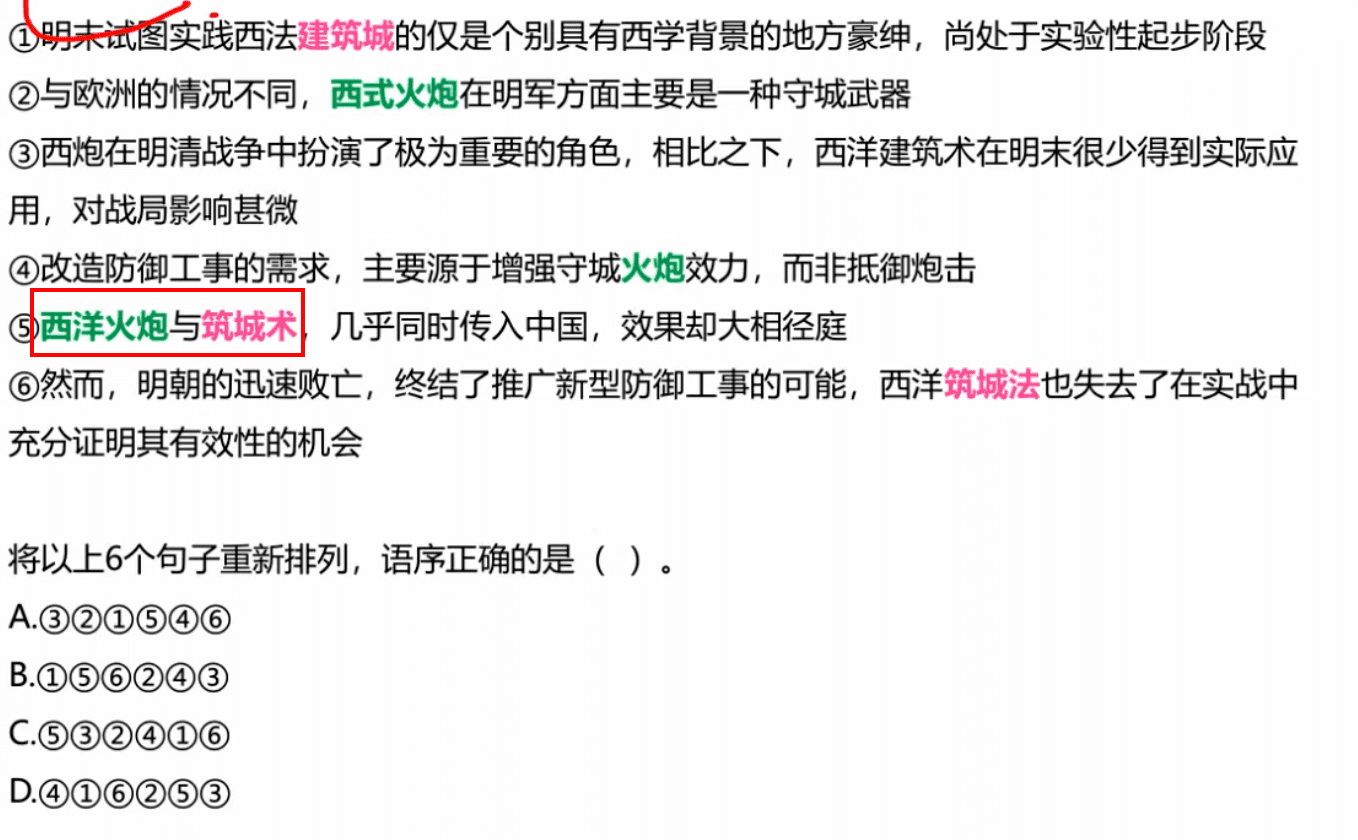 ①明末试图实践西法建筑城的仅是个别具有西学背景的地方豪绅，尚处于实验性起步阶段
②与欧洲的情况不同，西式火炮在明军方面主要是一种守城武器
③西炮在明清战争中扮演了极为重要的角色，相比之下，西洋建筑术在明末很少得到实际应
用，对战局影响甚微
④改造防御工事的需求，主要源于增强守城火炮效力，而非抵御炮击
⑤西洋火炮与筑城术，几乎同时传入中国，效果却大相径庭
⑥然而，明朝的迅速败亡，终结了推广新型防御工事的可能，西洋筑城法也失去了在实战中
充分证明其有效性的机会
将以上6个句子重新排列，语序正确的是（ ）。
A.③②①⑤④⑥
B.①⑤⑥②④③
C.⑤③②④①⑥
D.④①⑥②⑤③